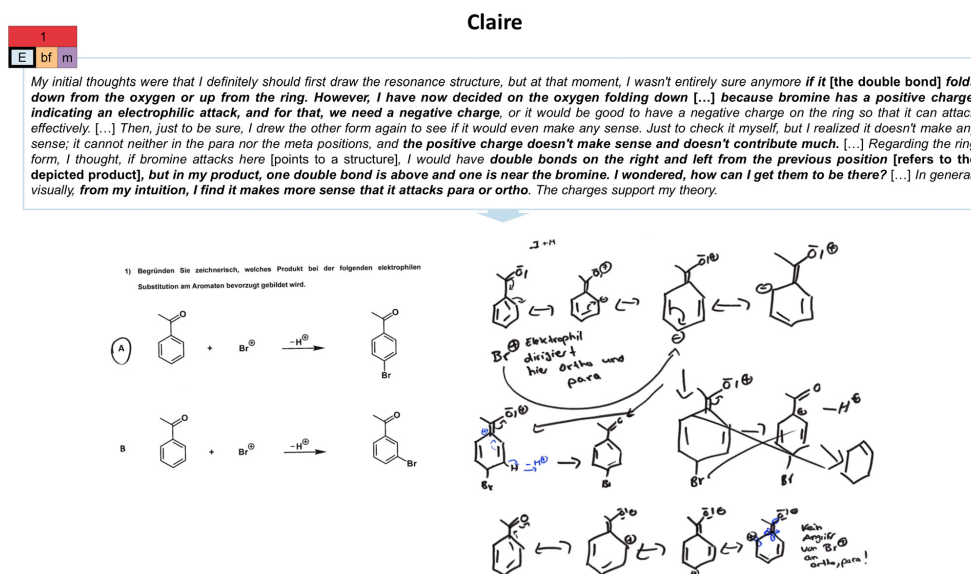 Claire
1
E bf m
My initial thoughts were that I definitely should first draw the resonance structure, but at that moment, I wasn't entirely sure anymore if it [the double bond] folds
down from the oxygen or up from the ring. However, I have now decided on the oxygen folding down […] because bromine has a positive charge
indicating an electrophilic attack, and for that, we need a negative charge, or it would be good to have a negative charge on the ring so that it can attack
effectively. […] Then, just to be sure, I drew the other form again to see if it would even make any sense. Just to check it myself, but I realized it doesn't make any
sense; it cannot neither in the para nor the meta positions, and the positive charge doesn't make sense and doesn't contribute much. […] Regarding the ring
form, I thought, if bromine attacks here [points to a structure], I would have double bonds on the right and left from the previous position [refers to the
depicted product], but in my product, one double bond is above and one is near the bromine. I wondered, how can I get them to be there? […] In general
visually, from my intuition, I find it makes more sense that it attacks para or ortho. The charges support my theory.
1) Begründen Sie zeichnerisch, welches Produkt bei der folgenden elektrophilen
Substitution am Aromaten bevorzugt gebildet wird.
A
O
+ Br⊕
−H⊕
O
Br
B
O
+ Br⊕
−H⊕
O
Br
Br⊕ Elektrophil
dirigiert
hier ortho und
para
H
−H⊕
Br
Br
Br
−H⊕
Kein
Angriff
von Br⊕
an
ortho, para!